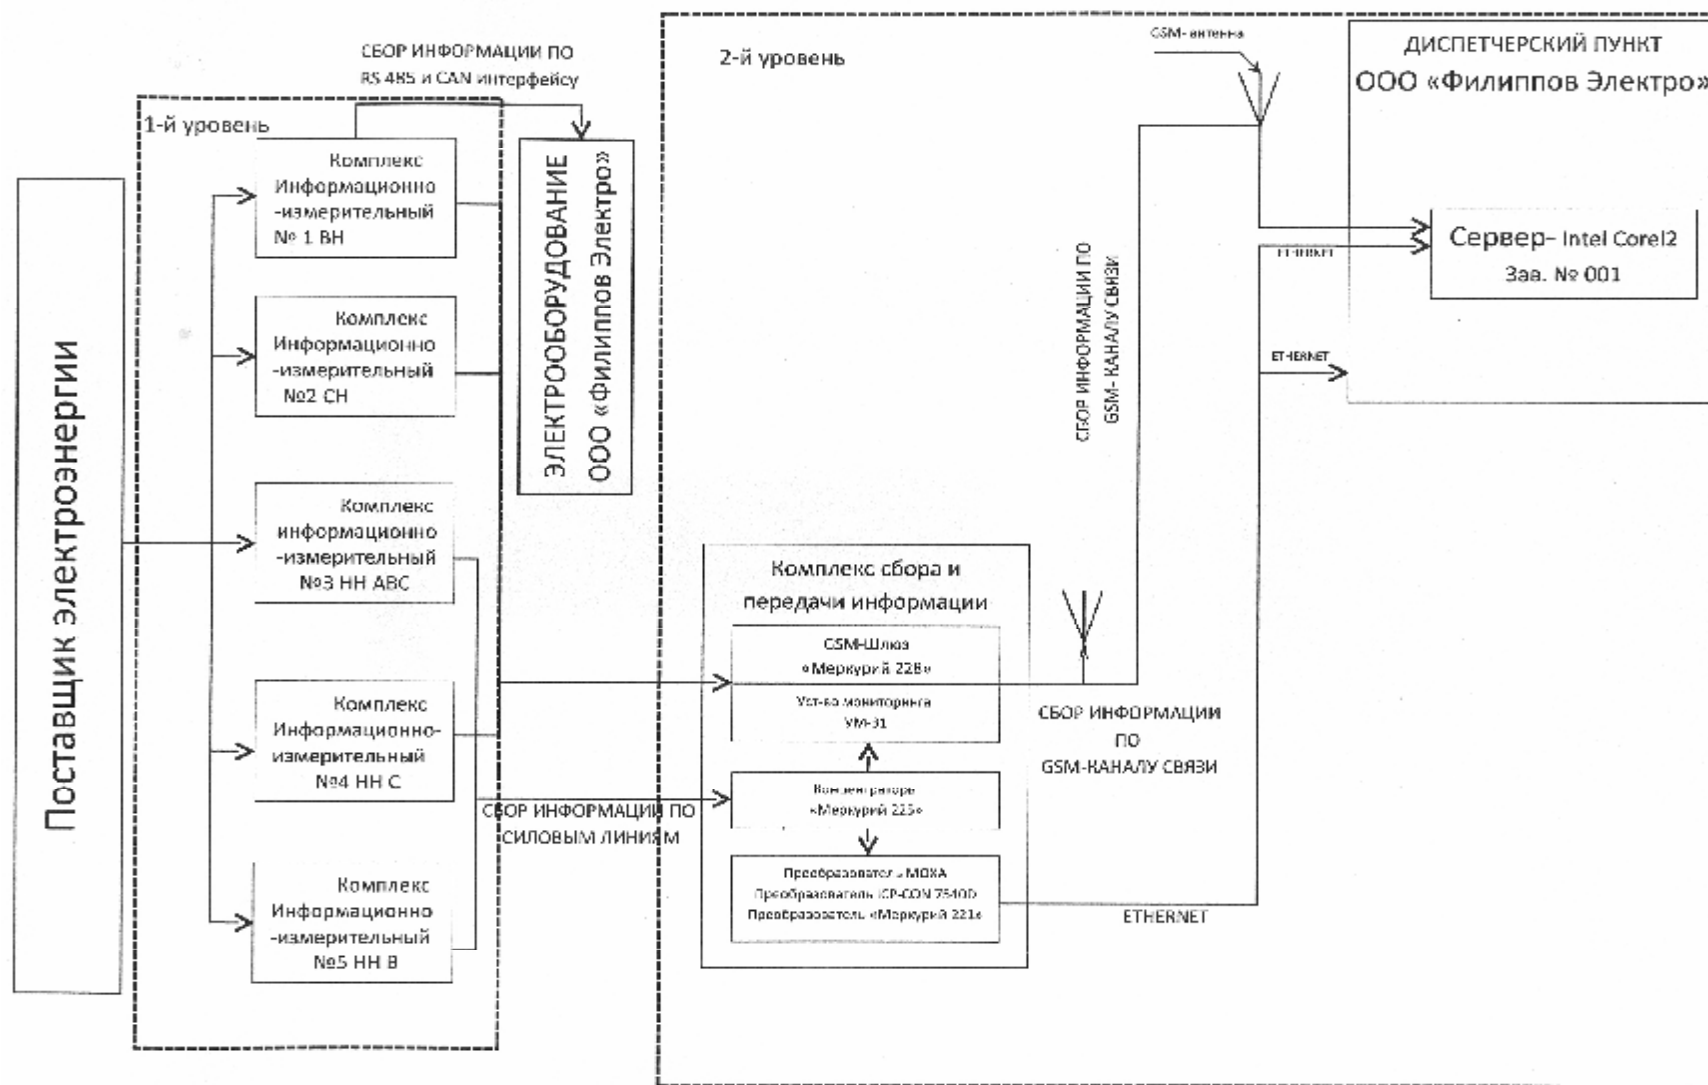 СБОР ИНФОРМАЦИИ ПО
RS 485 и CAN интерфейсу
1-й уровень
Поставщик электроэнергии
Комплекс
Информационно
-измерительный
№ 1 ВН
Комплекс
Информационно
-измерительный
№2 СН
Комплекс
информационно
-измерительный
№3 НН АВС
Комплекс
Информационно-
измерительный
№4 НН С
Комплекс
Информационно
-измерительный
№5 НН В
ЭЛЕКТРООБОРУДОВАНИЕ
ООО «Филиппов Электро»
СБОР ИНФОРМАЦИИ ПО
СИЛОВЫМ ЛИНИЯМ
2-й уровень
Комплекс сбора и
передачи информации
GSM-Шлюз
«Меркурий 228»
Уст-во мониторинга
УМ-31
Концентраторы
«Меркурий 225»
Преобразователь MOXA
Преобразователь ICP-CON 7540D
Преобразователь «Меркурий 221»
GSM-антенна
СБОР ИНФОРМАЦИИ ПО
GSM- КАНАЛУ СВЯЗИ
СБОР ИНФОРМАЦИИ
ПО
GSM-КАНАЛУ СВЯЗИ
ETHERNET
ДИСПЕТЧЕРСКИЙ ПУНКТ
ООО «Филиппов Электро»
Сервер- Intel Corel2
Зав. № 001
ETHERNET
ETHERNET